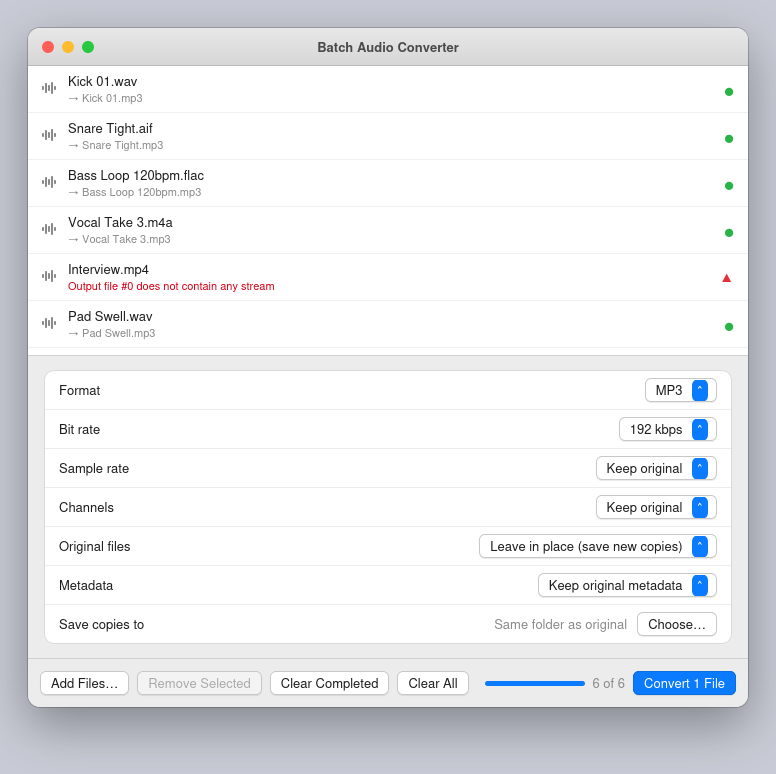 Batch Audio Converter
Kick 01.wav
→ Kick 01.mp3
Snare Tight.aif
→ Snare Tight.mp3
Bass Loop 120bpm.flac
→ Bass Loop 120bpm.mp3
Vocal Take 3.m4a
→ Vocal Take 3.mp3
Interview.mp4
Output file #0 does not contain any stream
Pad Swell.wav
→ Pad Swell.mp3
Format MP3
Bit rate 192 kbps
Sample rate Keep original
Channels Keep original
Original files Leave in place (save new copies)
Metadata Keep original metadata
Save copies to Same folder as original Choose…
Add Files… Remove Selected Clear Completed Clear All 6 of 6 Convert 1 File